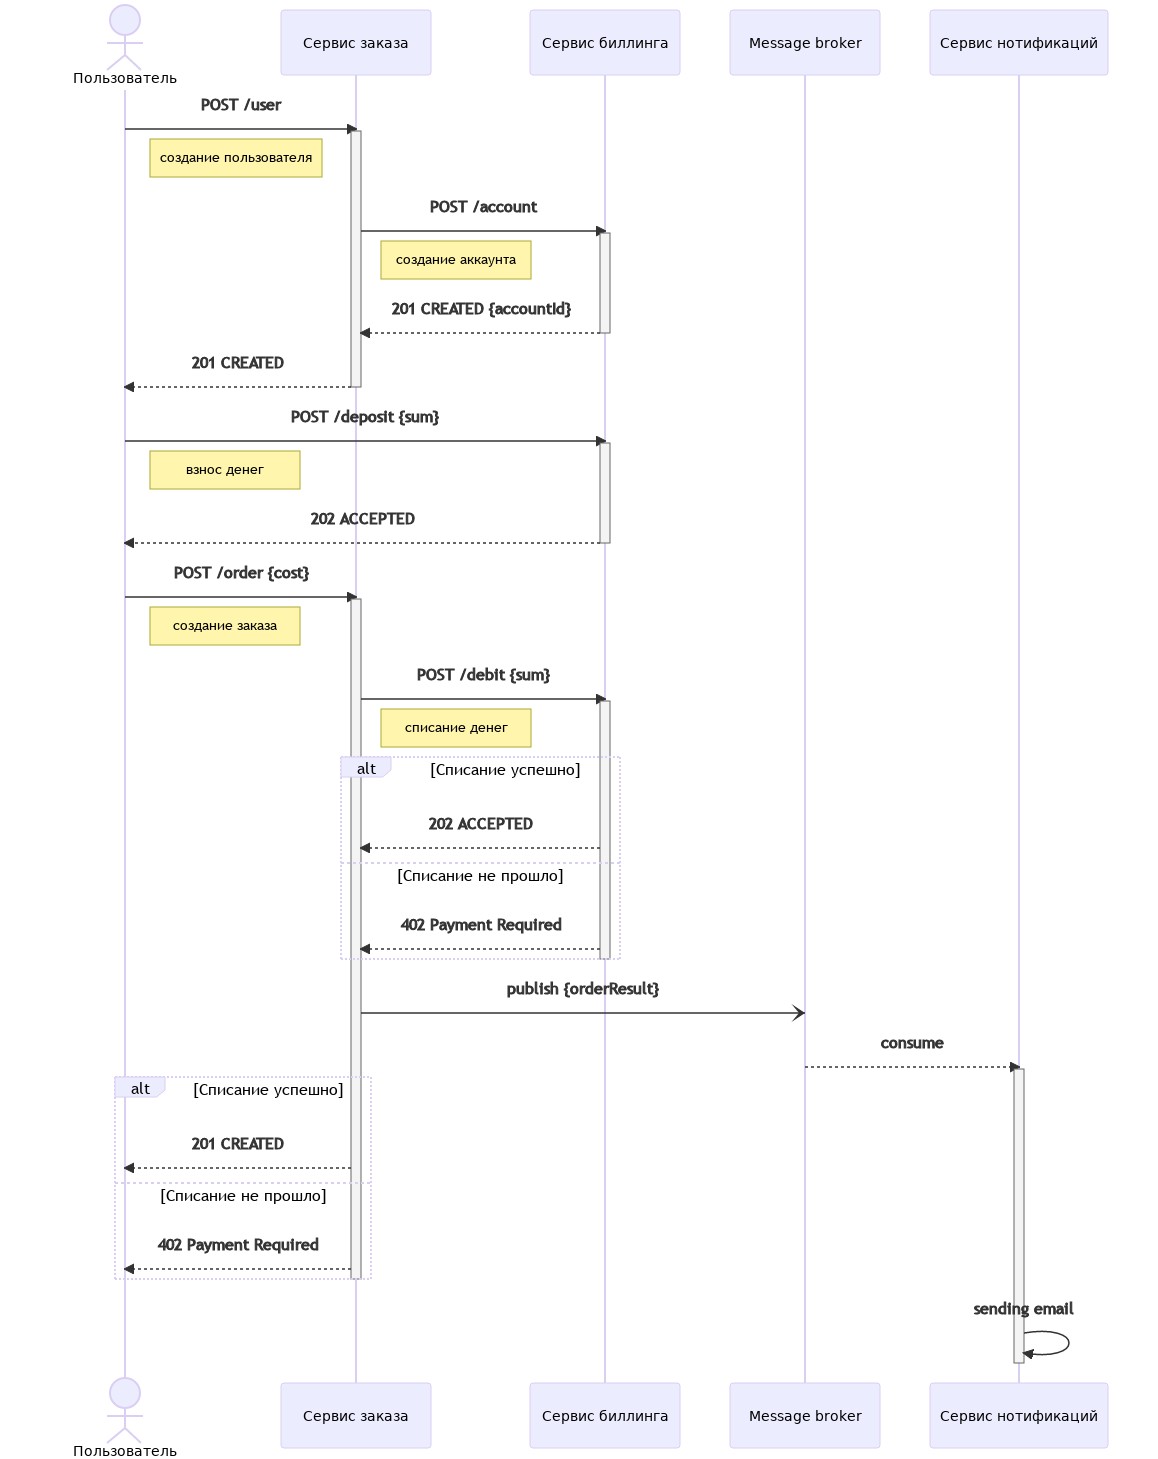 Пользователь
Сервис заказа
Сервис биллинга
Message broker
Сервис нотификаций
POST /user
создание пользователя
POST /account
создание аккаунта
201 CREATED {accountId}
201 CREATED
POST /deposit {sum}
взнос денег
202 ACCEPTED
POST /order {cost}
создание заказа
POST /debit {sum}
списание денег
alt
[Списание успешно]
202 ACCEPTED
[Списание не прошло]
402 Payment Required
publish {orderResult}
consume
alt
[Списание успешно]
201 CREATED
[Списание не прошло]
402 Payment Required
sending email
Пользователь
Сервис заказа
Сервис биллинга
Message broker
Сервис нотификаций